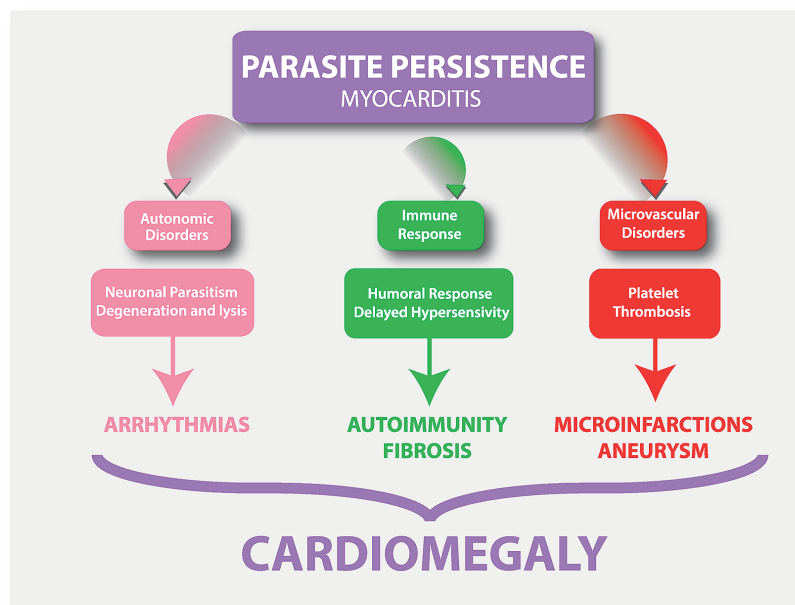 PARASITE PERSISTENCE
MYOCARDITIS
Autonomic
Disorders
Immune
Response
Microvascular
Disorders
Neuronal Parasitism
Degeneration and lysis
Humoral Response
Delayed Hypersensivity
Platelet
Thrombosis
ARRHYTHMIAS
AUTOIMMUNITY
FIBROSIS
MICROINFARCTIONS
ANEURYSM
CARDIOMEGALY